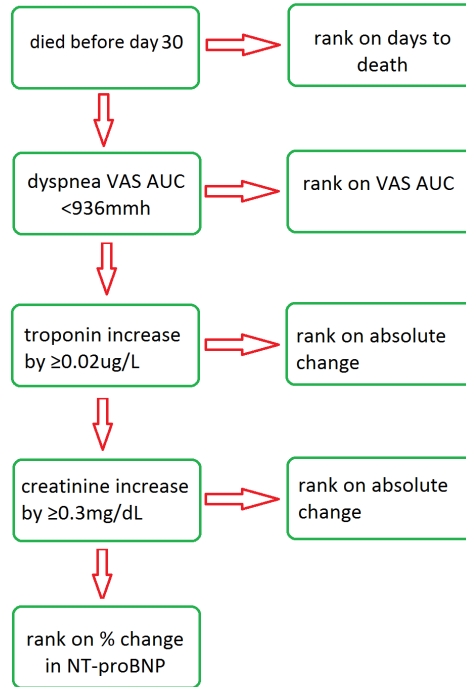 died before day 30
rank on days to
death
dyspnea VAS AUC
<936mmh
rank on VAS AUC
troponin increase
by ≥0.02ug/L
rank on absolute
change
creatinine increase
by ≥0.3mg/dL
rank on absolute
change
rank on % change
in NT-proBNP